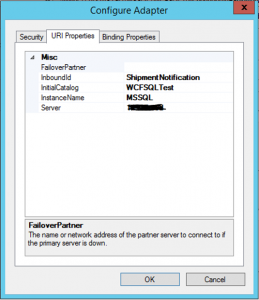 Configure Adapter
x
Security URI Properties Binding Properties
Misc
FailoverPartner
InboundId ShipmentNotification
InitialCatalog WCFSQLTest
InstanceName MSSQL
Server
FailoverPartner
The name or network address of the partner server to connect to if
the primary server is down.
OK Cancel